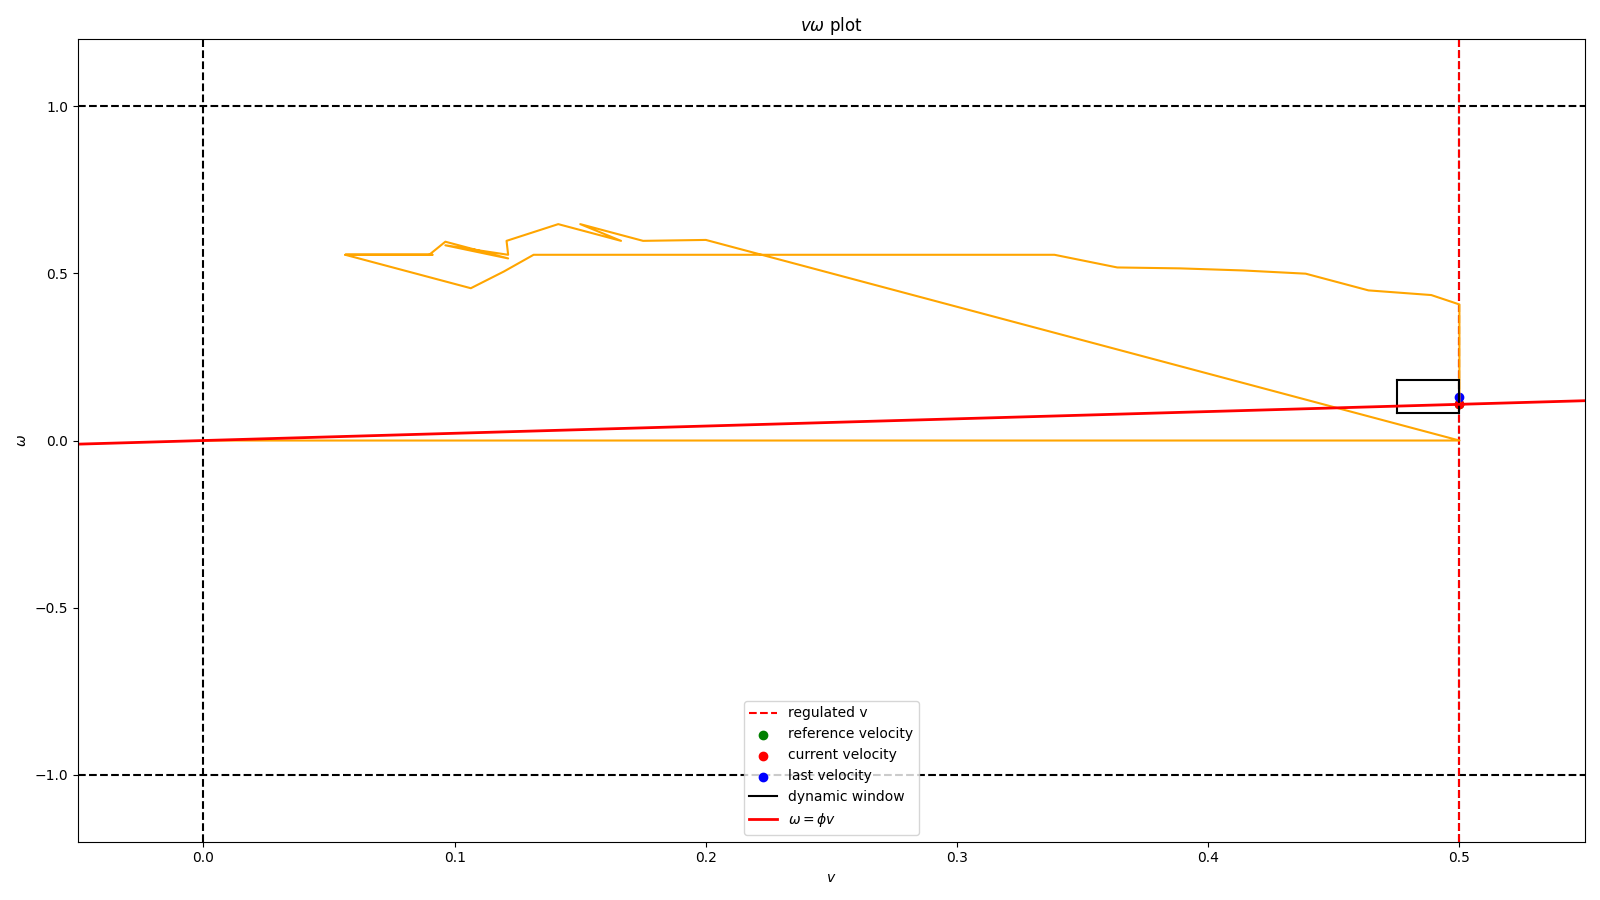 vω plot
1.0
0.5
0.0
−0.5
−1.0
ω
0.0 0.1 0.2 0.3 0.4 0.5
v
regulated v
reference velocity
current velocity
last velocity
dynamic window
ω = ϕv